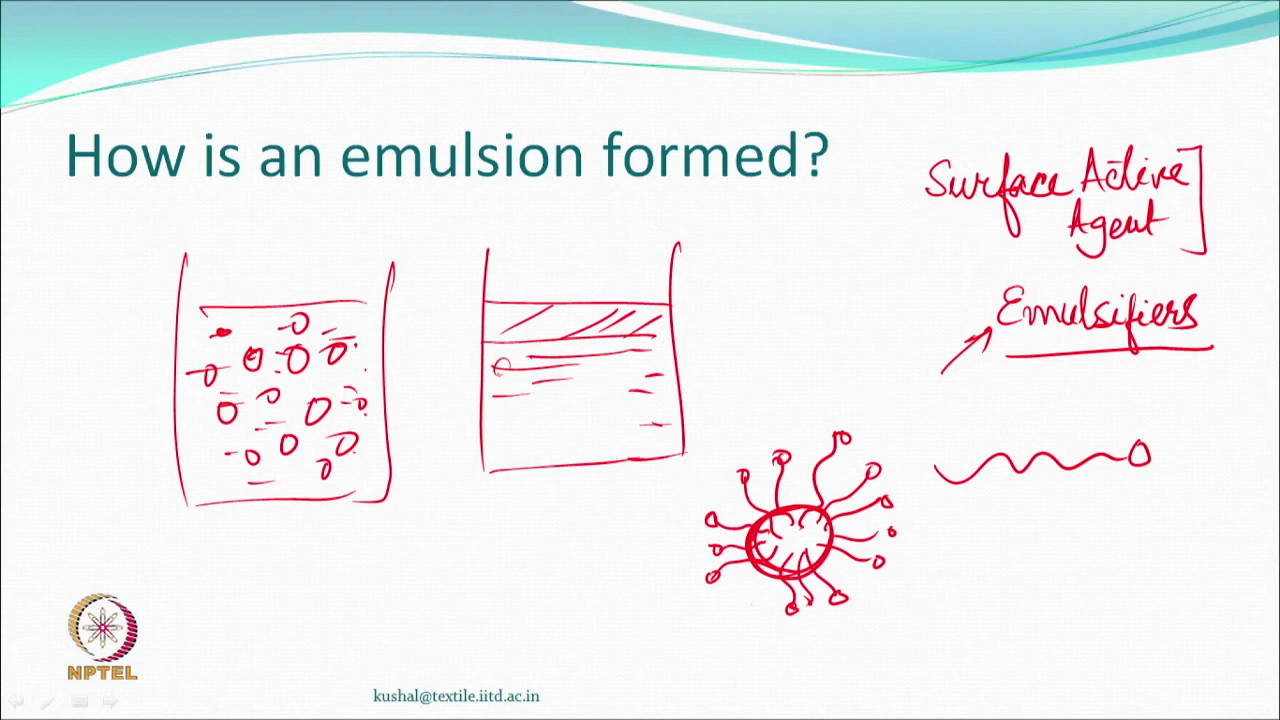 How is an emulsion formed?
Surface Active
Agent
Emulsifiers
NPTEL
kushal@textile.iitd.ac.in